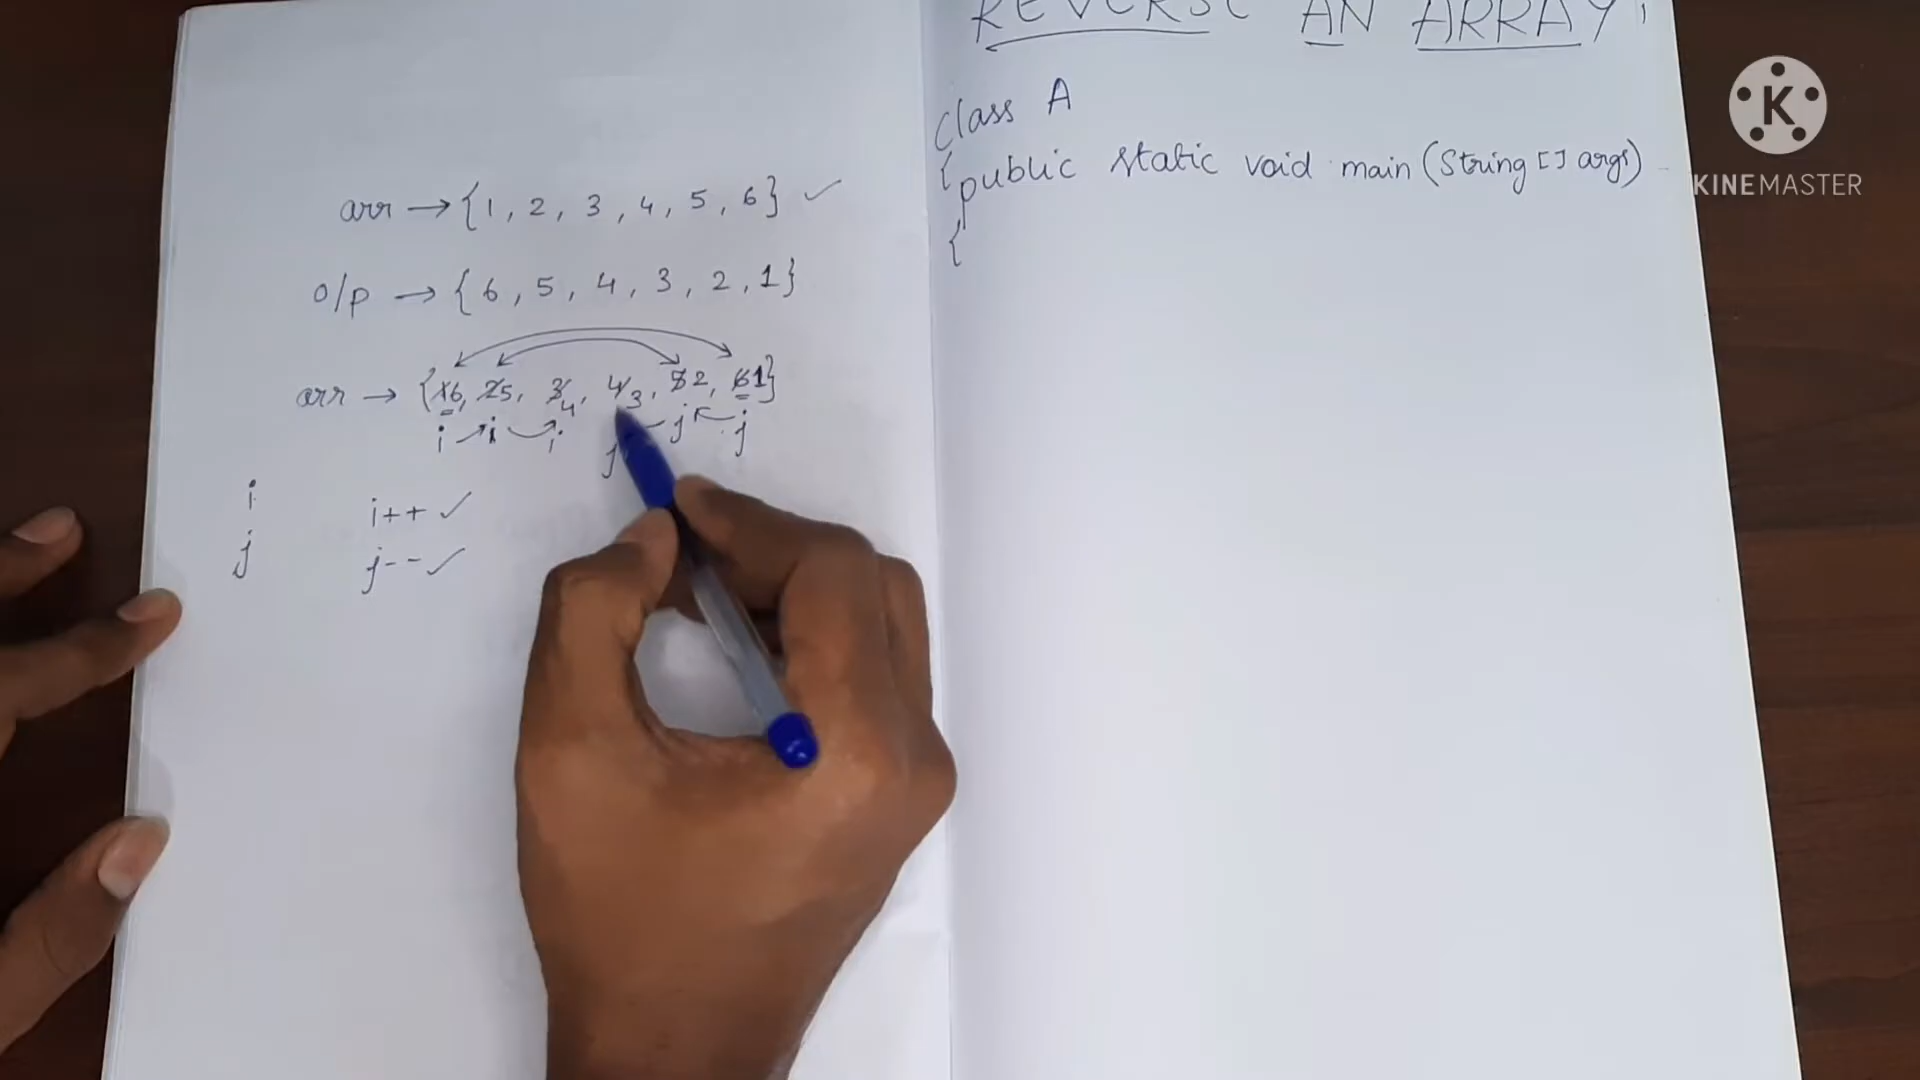 arr → {1, 2, 3, 4, 5, 6} ✓
o/p → {6, 5, 4, 3, 2, 1}
arr → {16, 25, 34, 43, 52, 61}
i → i → i j ← j ← j
i i++ ✓
j j-- ✓
REVERSE AN ARRAY!
Class A
{public static void main (String [] args)
{
K
KINEMASTER